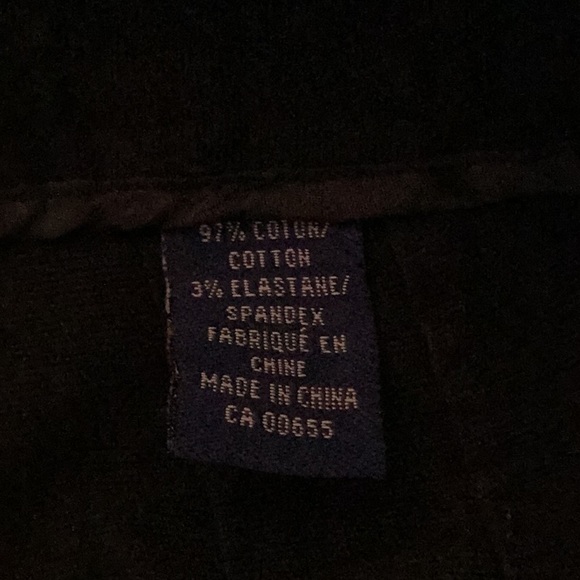 97% COTON/
COTTON
3% ELASTANE/
SPANDEX
FABRIQUÉ EN
CHINE
MADE IN CHINA
CA 00655